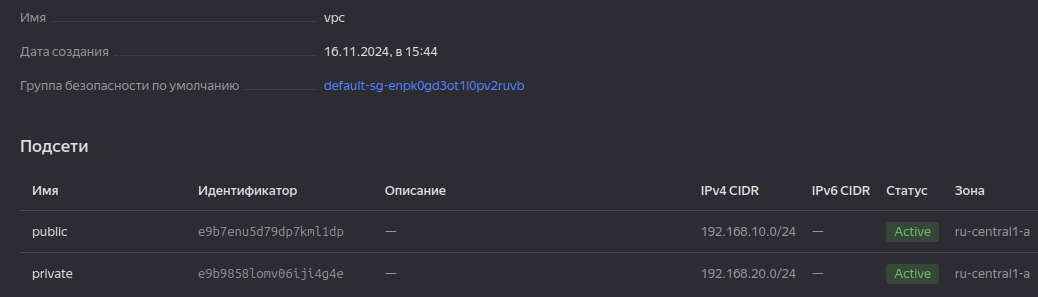 Имя vpc
Дата создания 16.11.2024, в 15:44
Группа безопасности по умолчанию default-sg-enpk0gd3ot1l0pv2ruvb
Подсети
Имя Идентификатор Описание IPv4 CIDR IPv6 CIDR Статус Зона
public e9b7enu5d79dp7kml1dp — 192.168.10.0/24 — Active ru-central1-a
private e9b9858lomv06iji4g4e — 192.168.20.0/24 — Active ru-central1-a